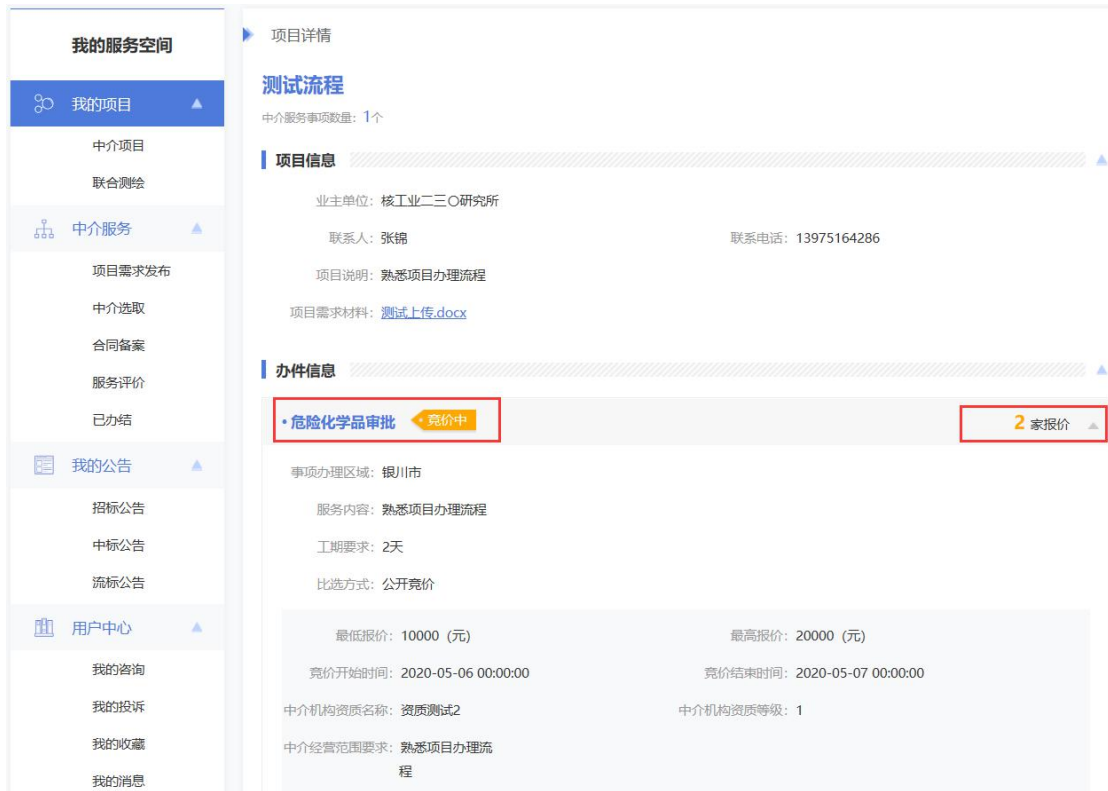 我的服务空间
我的项目
中介项目
联合测绘
中介服务
项目需求发布
中介选取
合同备案
服务评价
已办结
我的公告
招标公告
中标公告
流标公告
用户中心
我的咨询
我的投诉
我的收藏
我的消息
项目详情
测试流程
中介服务事项数量：1个
项目信息
业主单位：核工业二三〇研究所
联系人：张锦 联系电话：13975164286
项目说明：熟悉项目办理流程
项目需求材料：测试上传.docx
办件信息
•危险化学品审批 •竞价中 2 家报价
事项办理区域：银川市
服务内容：熟悉项目办理流程
工期要求：2天
比选方式：公开竞价
最低报价：10000（元） 最高报价：20000（元）
竞价开始时间：2020-05-06 00:00:00 竞价结束时间：2020-05-07 00:00:00
中介机构资质名称：资质测试2 中介机构资质等级：1
中介经营范围要求：熟悉项目办理流
程